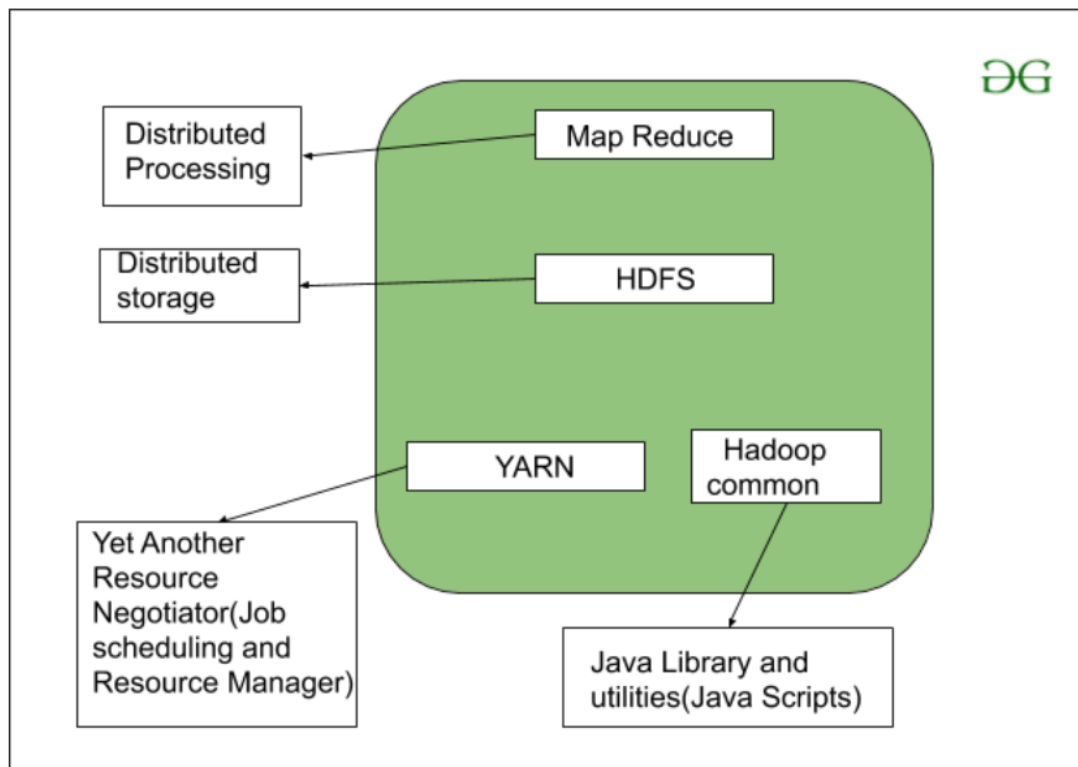 Distributed
Processing
Map Reduce
Distributed
storage
HDFS
YARN
Hadoop
common
Yet Another
Resource
Negotiator(Job
scheduling and
Resource Manager)
Java Library and
utilities(Java Scripts)